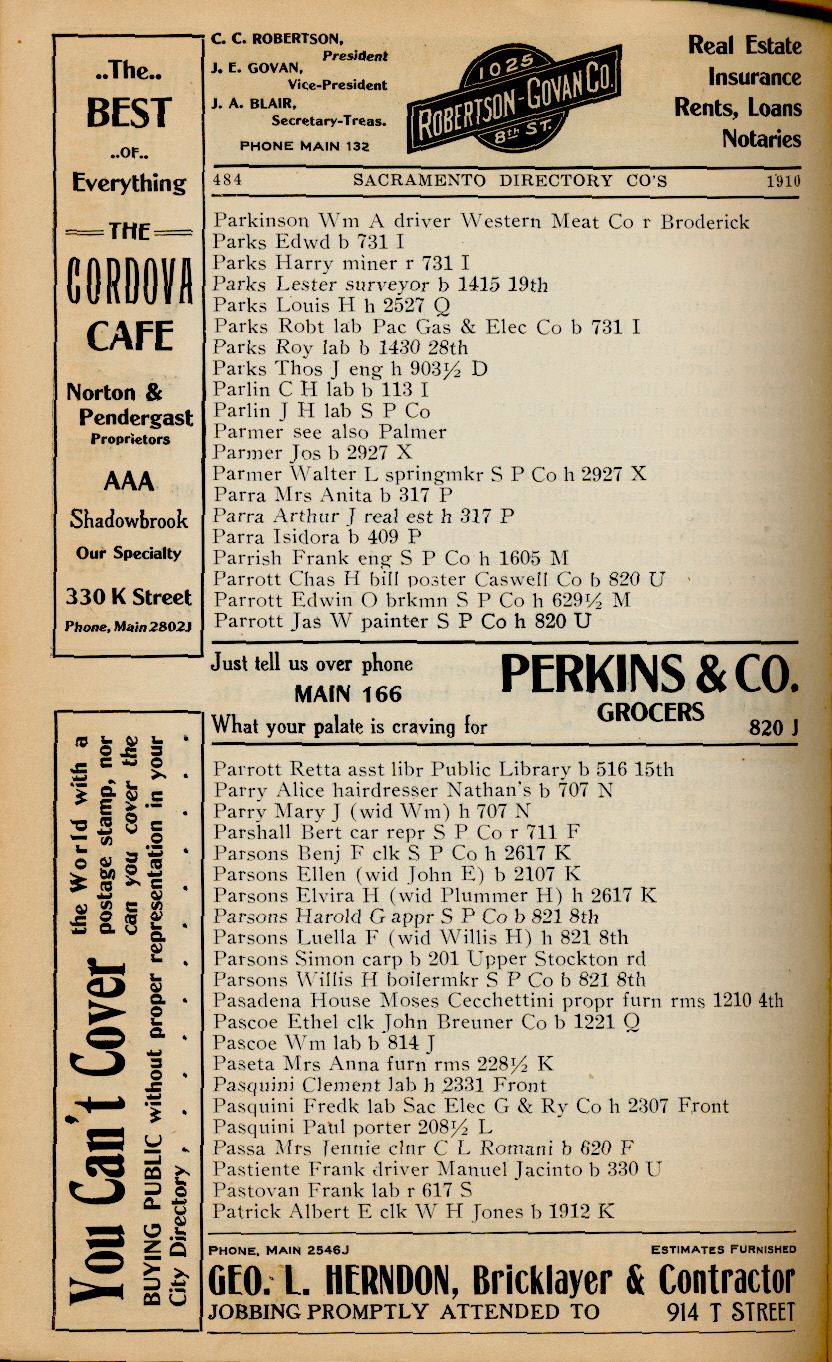 ..The..
BEST
..OF..
Everything
THE
CORDOVA
CAFE
Norton &
Pendergast
Proprietors
AAA
Shadowbrook
Our Specialty
330 K Street
Phone, Main 2802J
C. C. ROBERTSON,
President
J. E. GOVAN,
Vice-President
J. A. BLAIR,
Secretary-Treas.
PHONE MAIN 132
1025
ROBERTSON-GOVAN CO.
8th ST.
Real Estate
Insurance
Rents, Loans
Notaries
484 SACRAMENTO DIRECTORY CO'S 1910
Parkinson Wm A driver Western Meat Co r Broderick
Parks Edwd b 731 I
Parks Harry miner r 731 I
Parks Lester surveyor b 1415 19th
Parks Louis H h 2527 Q
Parks Robt lab Pac Gas & Elec Co b 731 I
Parks Roy lab b 1430 28th
Parks Thos J eng h 903½ D
Parlin C H lab b 113 I
Parlin J H lab S P Co
Parmer see also Palmer
Parmer Jos b 2927 X
Parmer Walter L springmkr S P Co h 2927 X
Parra Mrs Anita b 317 P
Parra Arthur J real est h 317 P
Parra Isidora b 409 P
Parrish Frank eng S P Co h 1605 M
Parrott Chas H bill poster Caswell Co b 820 U
Parrott Edwin O brkmn S P Co h 629½ M
Parrott Jas W painter S P Co h 820 U
Just tell us over phone
MAIN 166
What your palate is craving for
PERKINS & CO.
GROCERS
820 J
Parrott Retta asst libr Public Library b 516 15th
Parry Alice hairdresser Nathan's b 707 N
Parry Mary J (wid Wm) h 707 N
Parshall Bert car repr S P Co r 711 F
Parsons Benj F clk S P Co h 2617 K
Parsons Ellen (wid John E) b 2107 K
Parsons Elvira H (wid Plummer H) h 2617 K
Parsons Harold G appr S P Co b 821 8th
Parsons Luella F (wid Willis H) h 821 8th
Parsons Simon carp b 201 Upper Stockton rd
Parsons Willis H boilermkr S P Co b 821 8th
Pasadena House Moses Cecchettini propr furn rms 1210 4th
Pascoe Ethel clk John Breuner Co b 1221 Q
Pascoe Wm lab b 814 J
Paseta Mrs Anna furn rms 228½ K
Pasquini Clement lab h 2331 Front
Pasquini Fredk lab Sac Elec G & Ry Co h 2307 Front
Pasquini Paul porter 208½ L
Passa Mrs Jennie clnr C L Romani b 620 F
Pastiente Frank driver Manuel Jacinto b 330 U
Pastovan Frank lab r 617 S
Patrick Albert E clk W H Jones b 1912 K
You Can't Cover
the World with a
postage stamp, nor
can you cover the
BUYING PUBLIC without proper representation in your
City Directory, . . . . . . . . .
PHONE, MAIN 2546J ESTIMATES FURNISHED
GEO. L. HERNDON, Bricklayer & Contractor
JOBBING PROMPTLY ATTENDED TO 914 T STREET